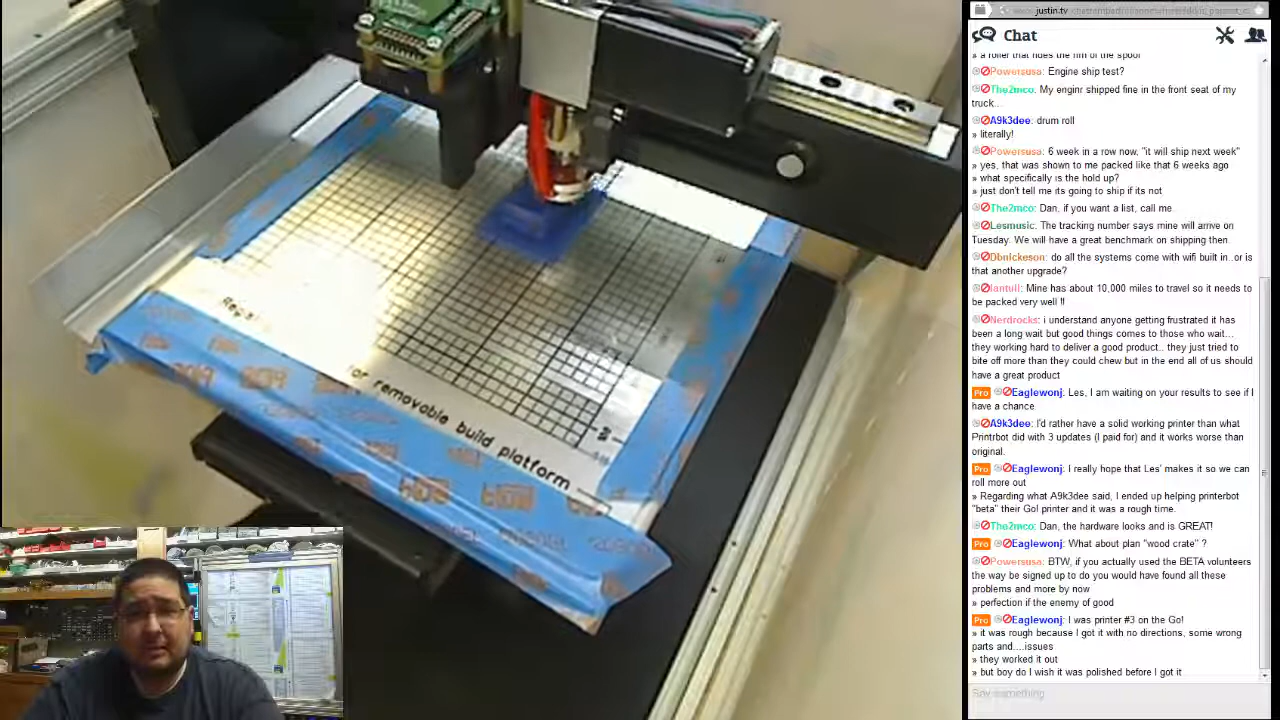 for removable build platform
justin.tv
Chat
» a roller that rides the rim of the spool
Powersusa: Engine ship test?
The2mco: My enginr shipped fine in the front seat of my
truck...
A9k3dee: drum roll
» literally!
Powersusa: 6 week in a row now, "it will ship next week"
» yes, that was shown to me packed like that 6 weeks ago
» what specifically is the hold up?
» just don't tell me its going to ship if its not
The2mco: Dan, if you want a list, call me
Lesmusic: The tracking number says mine will arrive on
Tuesday. We will have a great benchmark on shipping then.
Dbnickeson: do all the systems come with wifi built in..or is
that another upgrade?
Iantull: Mine has about 10,000 miles to travel so it needs to
be packed very well !!
Nerdrocks: i understand anyone getting frustrated it has
been a long wait but good things comes to those who wait...
they working hard to deliver a good product.. they just tried to
bite off more than they could chew but in the end all of us should
have a great product
Pro Eaglewonj: Les, I am waiting on your results to see if I
have a chance.
A9k3dee: I'd rather have a solid working printer than what
Printrbot did with 3 updates (I paid for) and it works worse than
original.
Pro Eaglewonj: I really hope that Les' makes it so we can
roll more out
» Regarding what A9k3dee said, I ended up helping printerbot
"beta" their Go! printer and it was a rough time.
The2mco: Dan, the hardware looks and is GREAT!
Pro Eaglewonj: What about plan "wood crate" ?
Powersusa: BTW, if you actually used the BETA volunteers
the way be signed up to do you would have found all these
problems and more by now
» perfection if the enemy of good
Pro Eaglewonj: I was printer #3 on the Go!
» it was rough because I got it with no directions, some wrong
parts and....issues
» they worked it out
» but boy do I wish it was polished before I got it
Say something